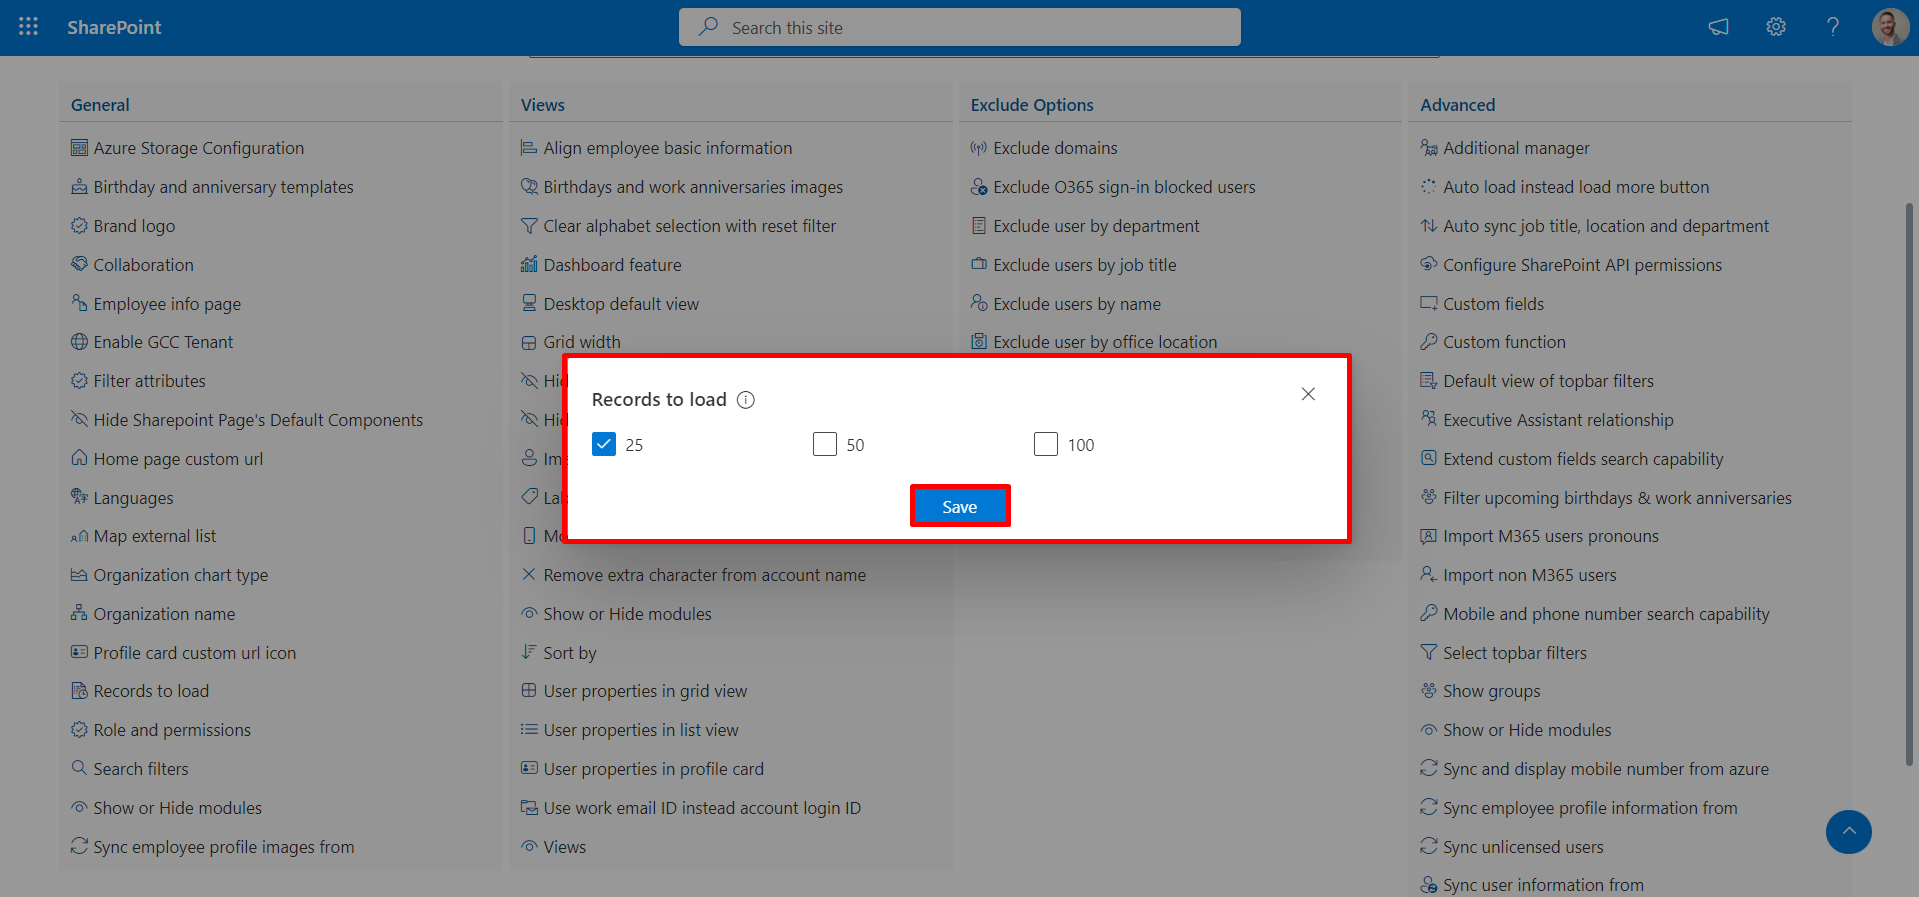 SharePoint
Search this site
General
Azure Storage Configuration
Birthday and anniversary templates
Brand logo
Collaboration
Employee info page
Enable GCC Tenant
Filter attributes
Hide Sharepoint Page's Default Components
Home page custom url
Languages
Map external list
Organization chart type
Organization name
Profile card custom url icon
Records to load
Role and permissions
Search filters
Show or Hide modules
Sync employee profile images from
Views
Align employee basic information
Birthdays and work anniversaries images
Clear alphabet selection with reset filter
Dashboard feature
Desktop default view
Grid width
Remove extra character from account name
Show or Hide modules
Sort by
User properties in grid view
User properties in list view
User properties in profile card
Use work email ID instead account login ID
Views
Exclude Options
Exclude domains
Exclude O365 sign-in blocked users
Exclude user by department
Exclude users by job title
Exclude users by name
Exclude user by office location
Advanced
Additional manager
Auto load instead load more button
Auto sync job title, location and department
Configure SharePoint API permissions
Custom fields
Custom function
Default view of topbar filters
Executive Assistant relationship
Extend custom fields search capability
Filter upcoming birthdays & work anniversaries
Import M365 users pronouns
Import non M365 users
Mobile and phone number search capability
Select topbar filters
Show groups
Show or Hide modules
Sync and display mobile number from azure
Sync employee profile information from
Sync unlicensed users
Sync user information from
Records to load
25
50
100
Save